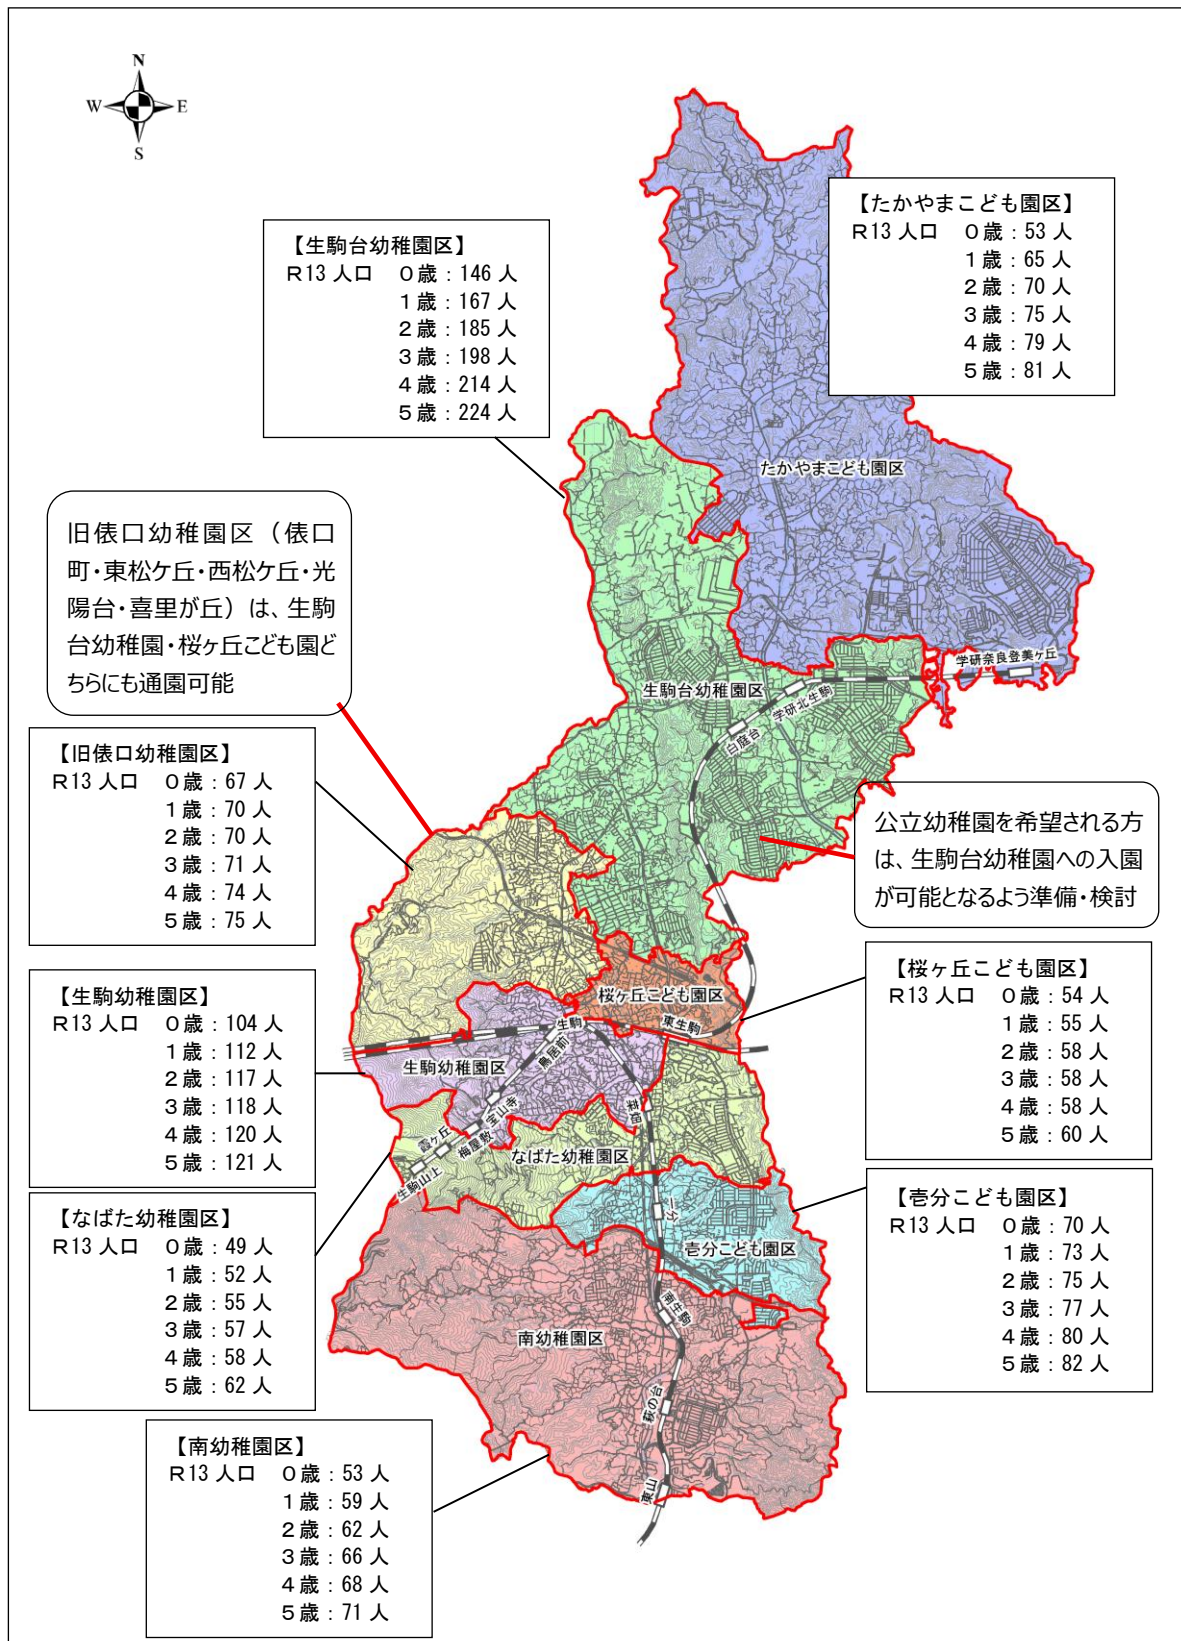 N
W E
S
【たかやまこども園区】
R13 人口 0歳：53 人
1歳：65 人
2歳：70 人
3歳：75 人
4歳：79 人
5歳：81 人
【生駒台幼稚園区】
R13 人口 0歳：146 人
1歳：167 人
2歳：185 人
3歳：198 人
4歳：214 人
5歳：224 人
たかやまこども園区
旧俵口幼稚園区（俵口
町・東松ケ丘・西松ケ丘・光
陽台・喜里が丘）は、生駒
台幼稚園・桜ヶ丘こども園ど
ちらにも通園可能
学研奈良登美ヶ丘
生駒台幼稚園区
学研北生駒
白庭台
【旧俵口幼稚園区】
R13 人口 0歳：67 人
1歳：70 人
2歳：70 人
3歳：71 人
4歳：74 人
5歳：75 人
公立幼稚園を希望される方
は、生駒台幼稚園への入園
が可能となるよう準備・検討
【桜ヶ丘こども園区】
R13 人口 0歳：54 人
1歳：55 人
2歳：58 人
3歳：58 人
4歳：58 人
5歳：60 人
桜ヶ丘こども園区
東生駒
生駒
鳥居前
【生駒幼稚園区】
R13 人口 0歳：104 人
1歳：112 人
2歳：117 人
3歳：118 人
4歳：120 人
5歳：121 人
生駒幼稚園区
宝山寺
菜畑
梅屋敷
霞ヶ丘
生駒山上
なばた幼稚園区
【なばた幼稚園区】
R13 人口 0歳：49 人
1歳：52 人
2歳：55 人
3歳：57 人
4歳：58 人
5歳：62 人
【壱分こども園区】
R13 人口 0歳：70 人
1歳：73 人
2歳：75 人
3歳：77 人
4歳：80 人
5歳：82 人
一分
壱分こども園区
南生駒
南幼稚園区
萩の台
東山
【南幼稚園区】
R13 人口 0歳：53 人
1歳：59 人
2歳：62 人
3歳：66 人
4歳：68 人
5歳：71 人